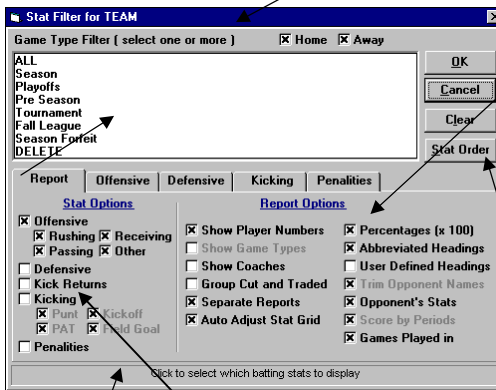 Stat Filter for TEAM
Game Type Filter ( select one or more )
Home
Away
ALL
Season
Playoffs
Pre Season
Tournament
Fall League
Season Forfeit
DELETE
OK
Cancel
Clear
Stat Order
Report
Offensive
Defensive
Kicking
Penalities
Stat Options
Offensive
Rushing
Receiving
Passing
Other
Defensive
Kick Returns
Kicking
Punt
Kickoff
PAT
Field Goal
Penalities
Report Options
Show Player Numbers
Show Game Types
Show Coaches
Group Cut and Traded
Separate Reports
Auto Adjust Stat Grid
Percentages (x 100)
Abbreviated Headings
User Defined Headings
Trim Opponent Names
Opponent's Stats
Score by Periods
Games Played in
Click to select which batting stats to display